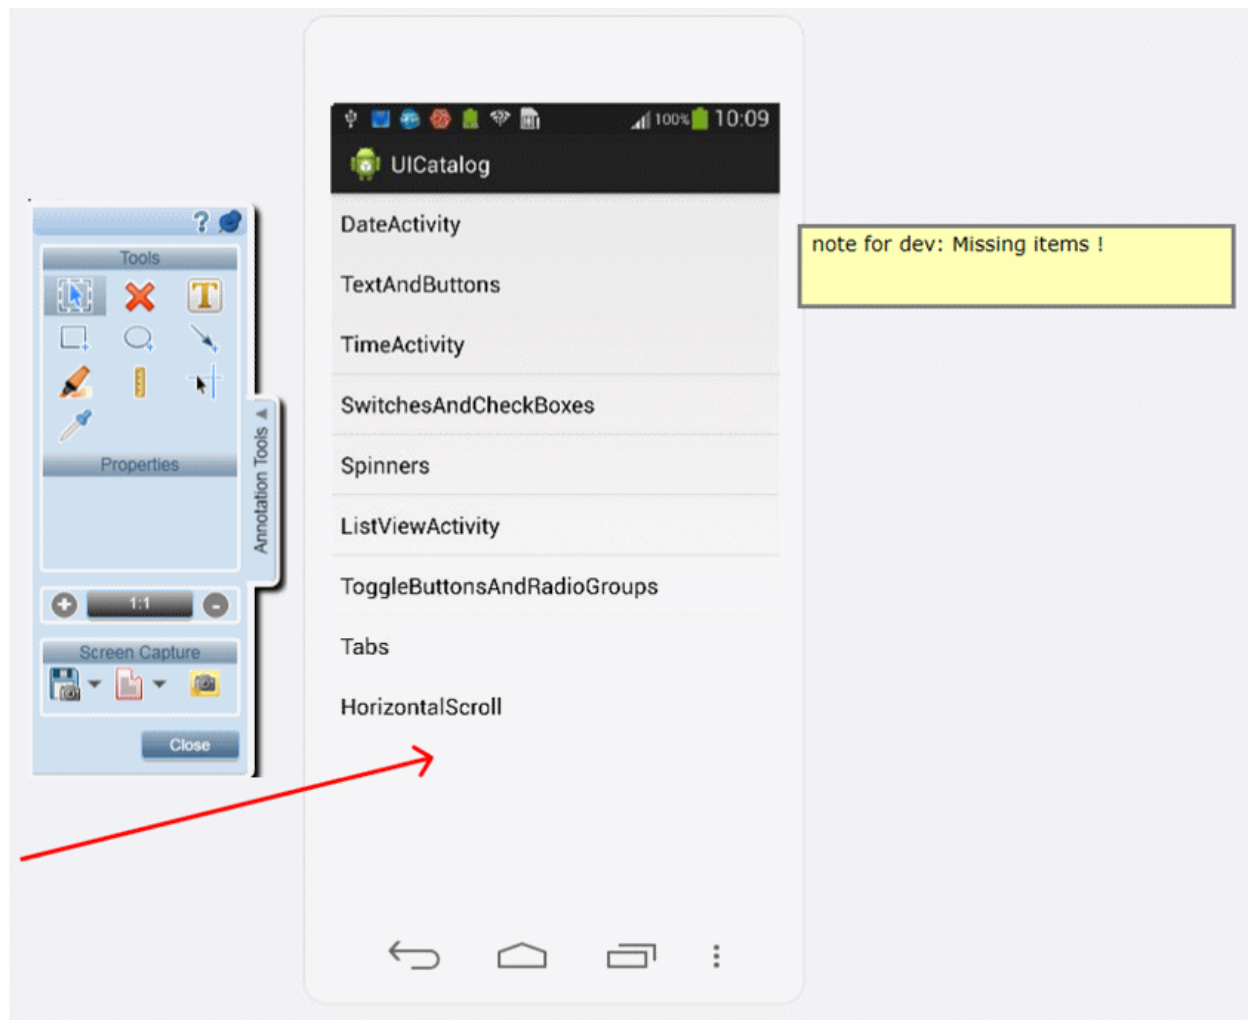 100% 10:09
UICatalog
DateActivity
TextAndButtons
TimeActivity
SwitchesAndCheckBoxes
Spinners
ListViewActivity
ToggleButtonsAndRadioGroups
Tabs
HorizontalScroll
note for dev: Missing items !
?
Tools
T
Properties
Annotation Tools
1:1
Screen Capture
Close